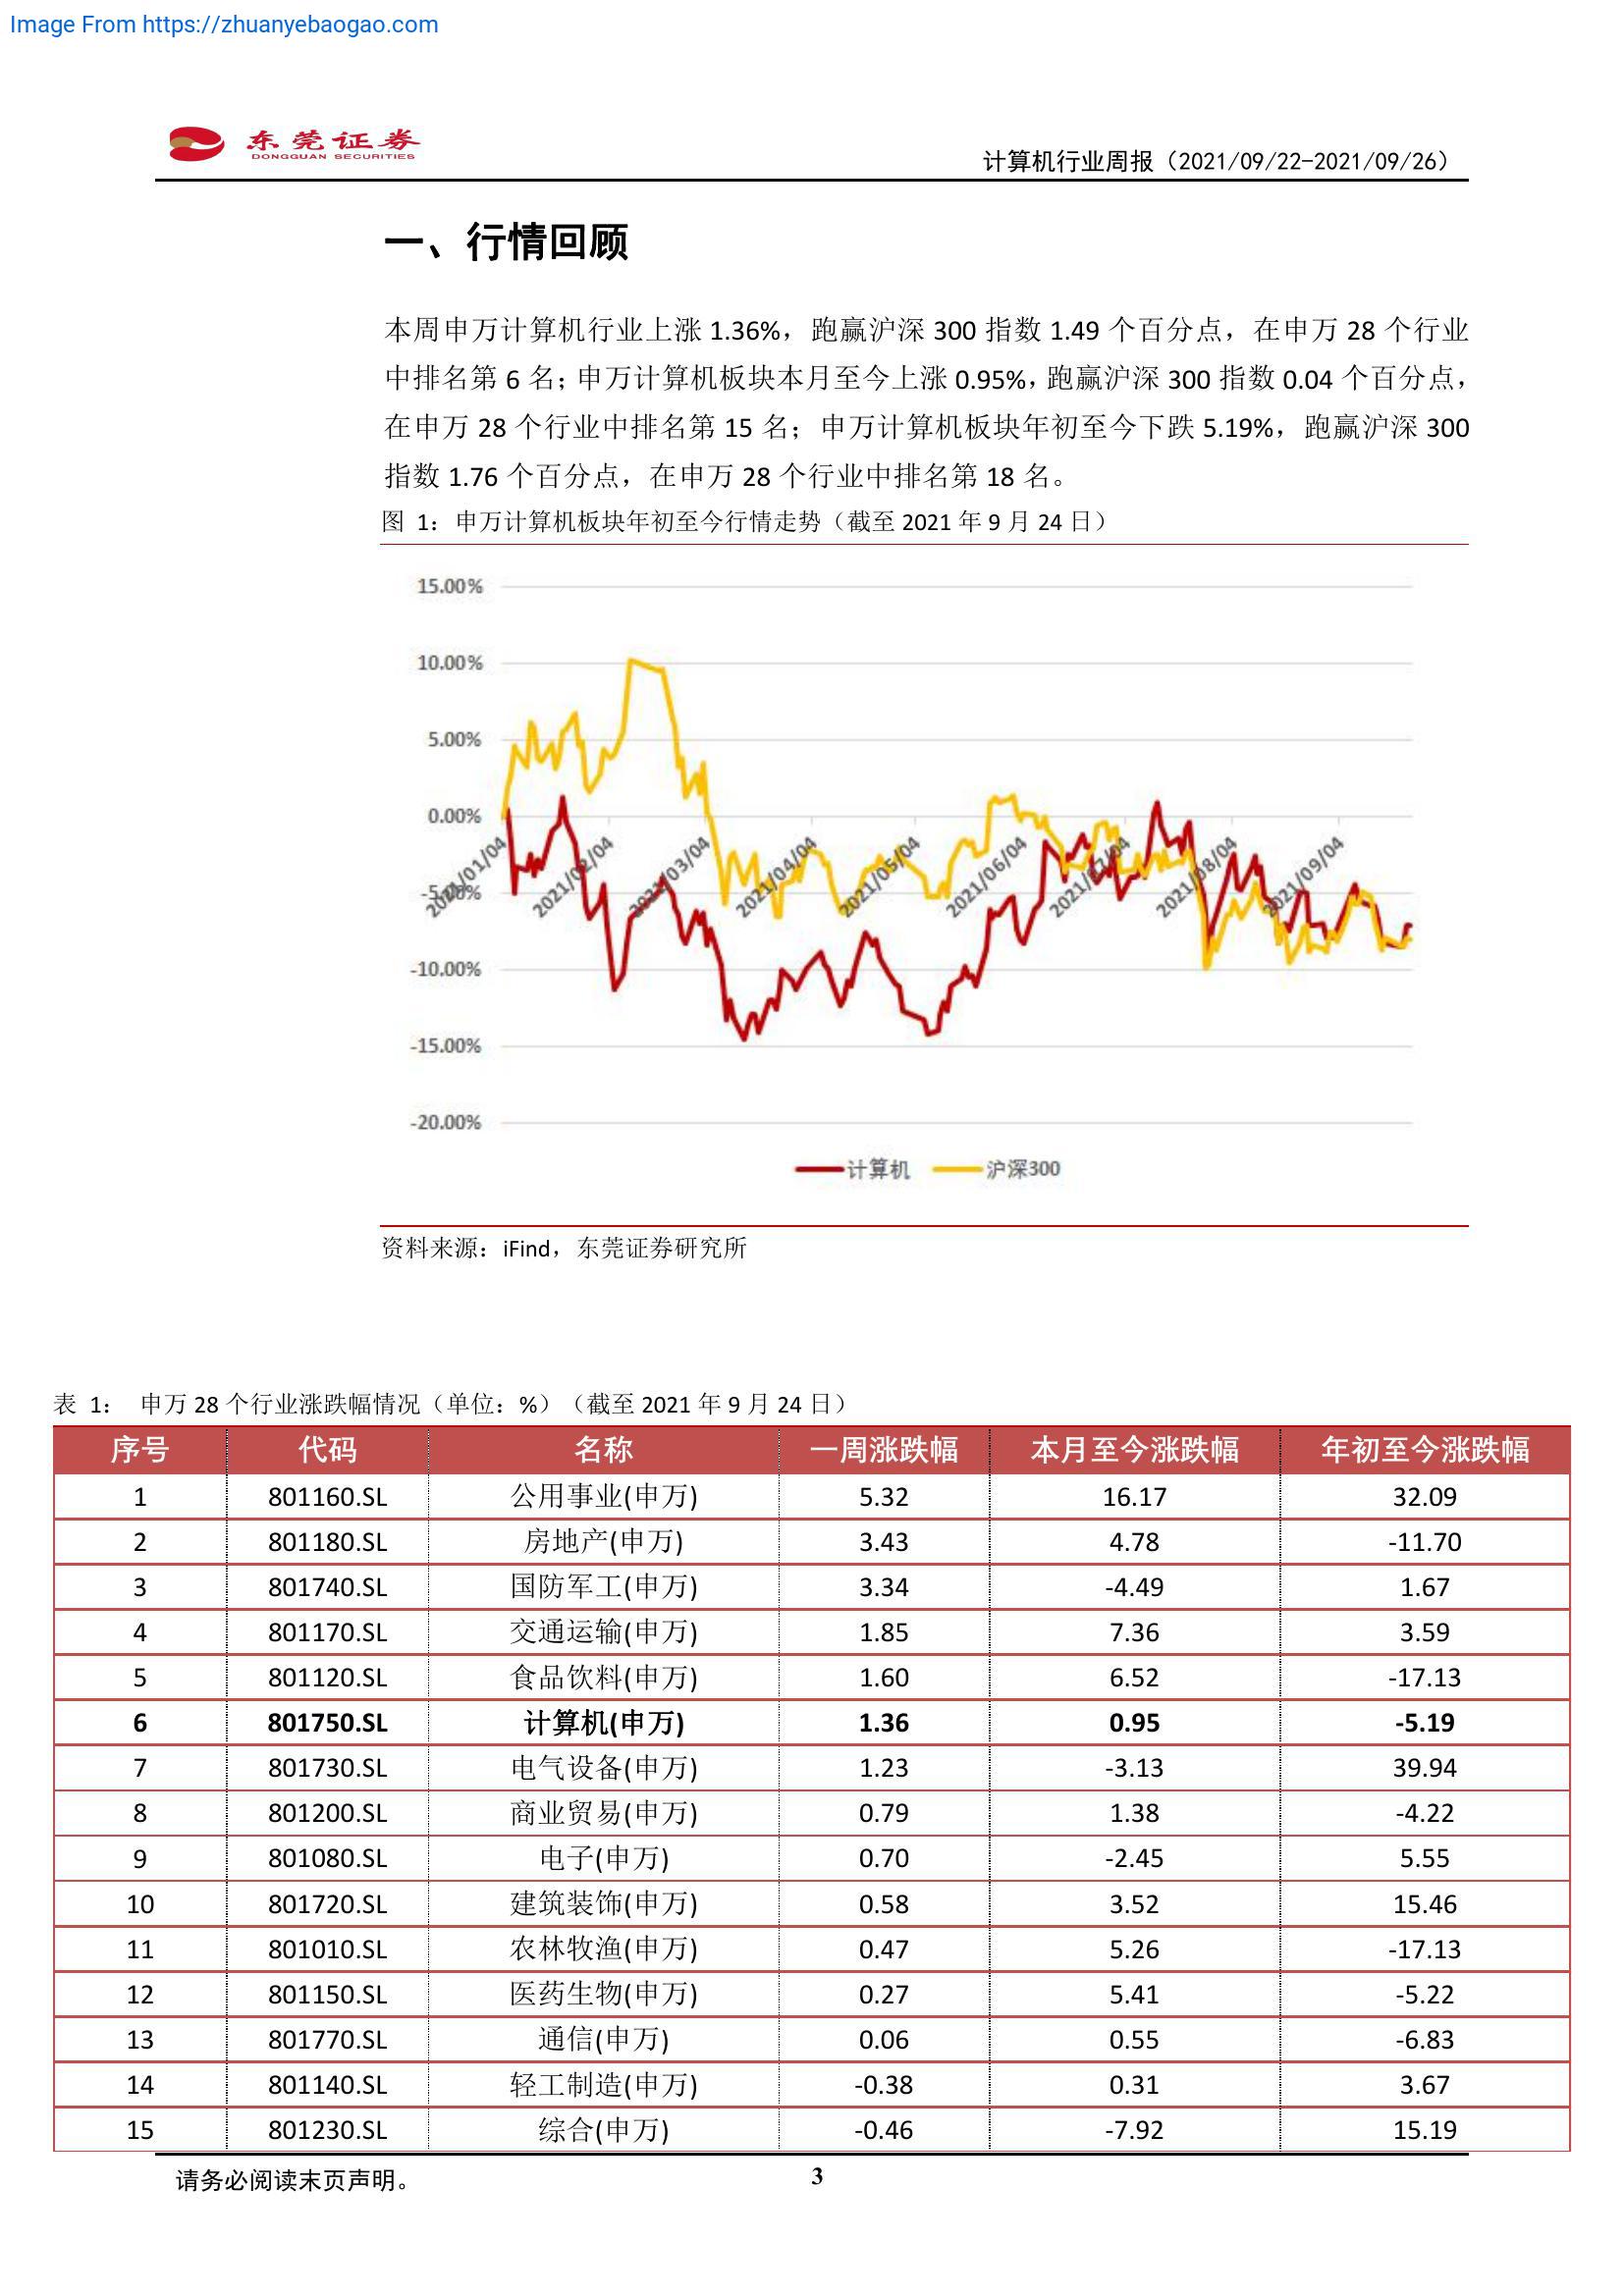 Image From https://zhuanyebaogao.com
东莞证券
DONGGUAN SECURITIES
计算机行业周报（2021/09/22-2021/09/26）
一、行情回顾
本周申万计算机行业上涨 1.36%，跑赢沪深 300 指数 1.49 个百分点，在申万 28 个行业
中排名第 6 名；申万计算机板块本月至今上涨 0.95%，跑赢沪深 300 指数 0.04 个百分点，
在申万 28 个行业中排名第 15 名；申万计算机板块年初至今下跌 5.19%，跑赢沪深 300
指数 1.76 个百分点，在申万 28 个行业中排名第 18 名。
图 1：申万计算机板块年初至今行情走势（截至 2021 年 9 月 24 日）
15.00%
10.00%
5.00%
0.00%
-5.00%
-10.00%
-15.00%
-20.00%
2021/01/04 2021/02/04 2021/03/04 2021/04/04 2021/05/04 2021/06/04 2021/07/04 2021/08/04 2021/09/04
计算机 沪深300
资料来源：iFind，东莞证券研究所
表 1： 申万 28 个行业涨跌幅情况（单位：%）（截至 2021 年 9 月 24 日）
序号 代码 名称 一周涨跌幅 本月至今涨跌幅 年初至今涨跌幅
1 801160.SL 公用事业(申万) 5.32 16.17 32.09
2 801180.SL 房地产(申万) 3.43 4.78 -11.70
3 801740.SL 国防军工(申万) 3.34 -4.49 1.67
4 801170.SL 交通运输(申万) 1.85 7.36 3.59
5 801120.SL 食品饮料(申万) 1.60 6.52 -17.13
6 801750.SL 计算机(申万) 1.36 0.95 -5.19
7 801730.SL 电气设备(申万) 1.23 -3.13 39.94
8 801200.SL 商业贸易(申万) 0.79 1.38 -4.22
9 801080.SL 电子(申万) 0.70 -2.45 5.55
10 801720.SL 建筑装饰(申万) 0.58 3.52 15.46
11 801010.SL 农林牧渔(申万) 0.47 5.26 -17.13
12 801150.SL 医药生物(申万) 0.27 5.41 -5.22
13 801770.SL 通信(申万) 0.06 0.55 -6.83
14 801140.SL 轻工制造(申万) -0.38 0.31 3.67
15 801230.SL 综合(申万) -0.46 -7.92 15.19
请务必阅读末页声明。
3